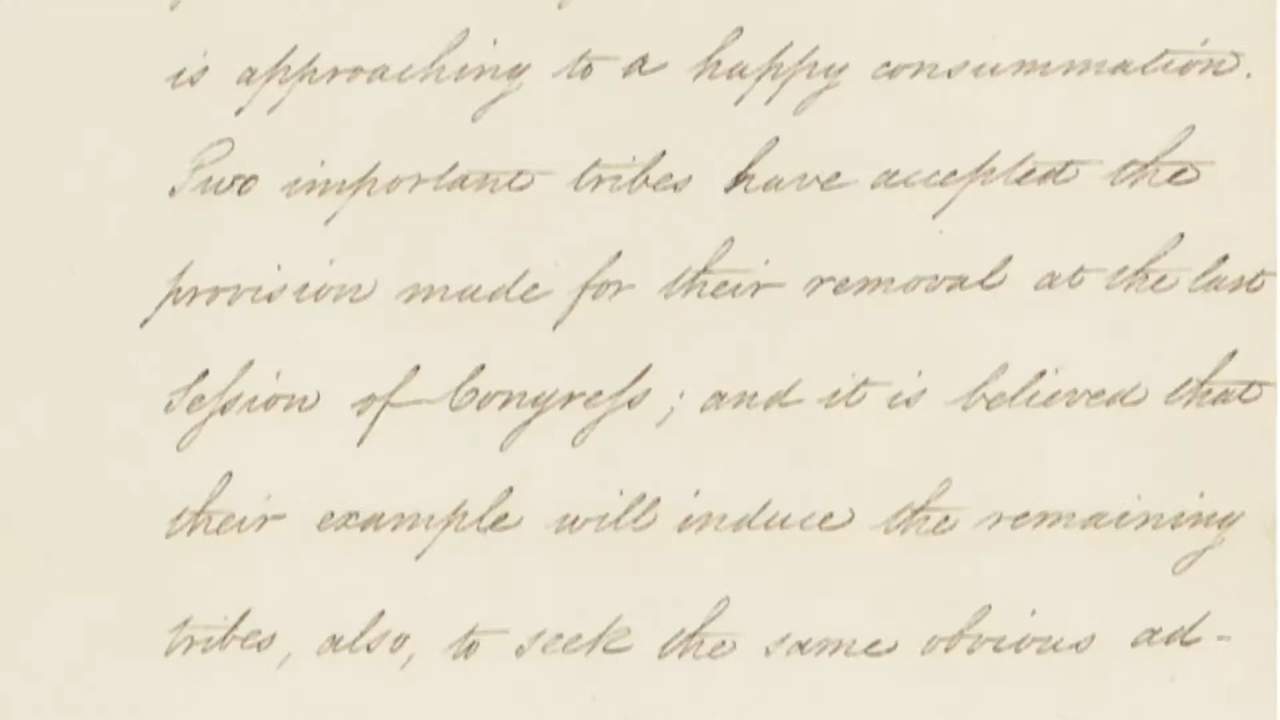 is approaching to a happy consummation.
Two important tribes have accepted the
provision made for their removal at the last
Session of Congress; and it is believed that
their example will induce the remaining
tribes, also, to seek the same obvious ad-